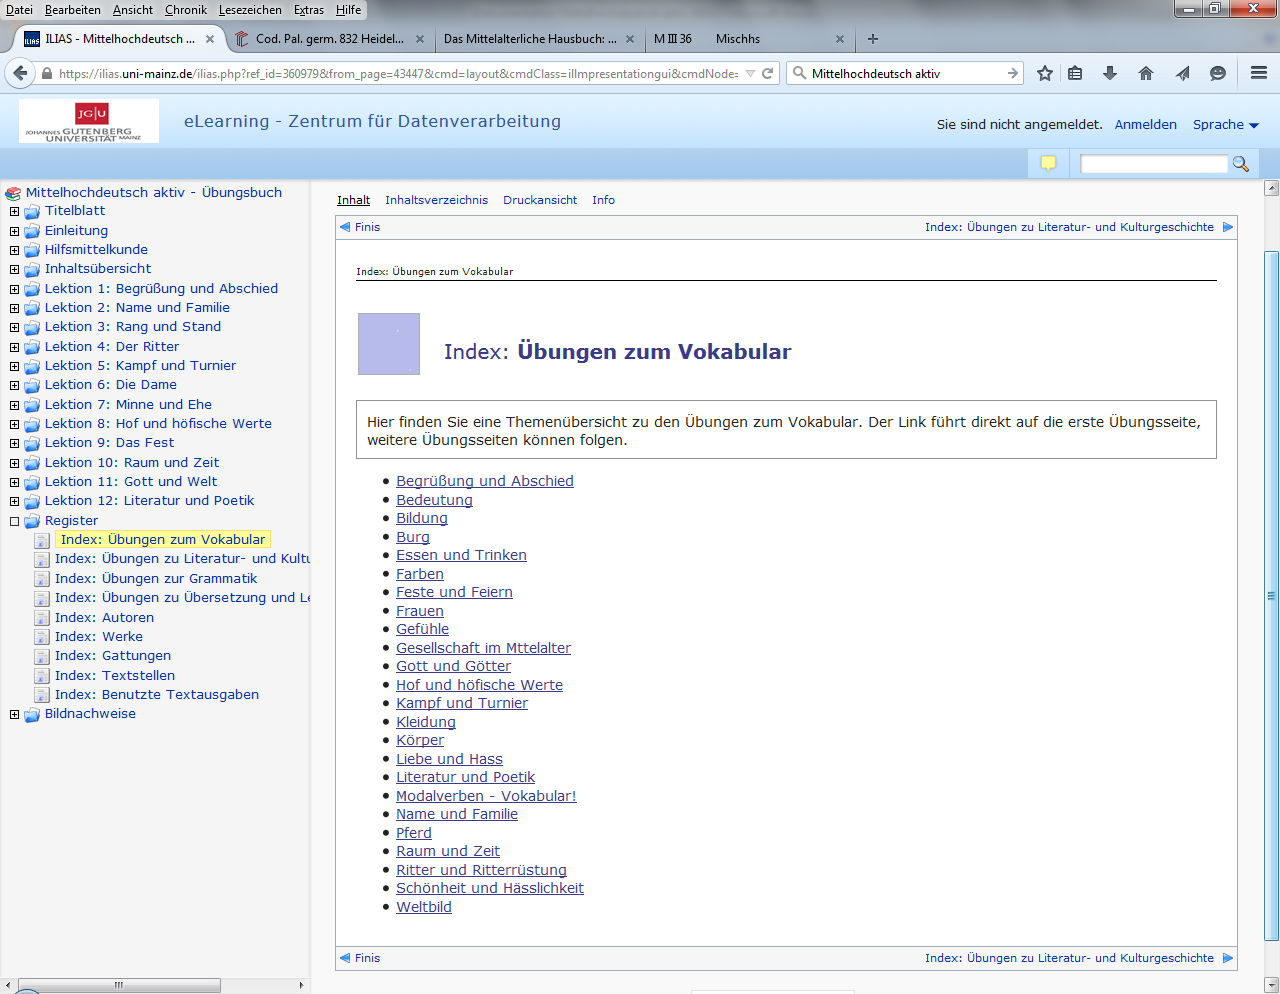 Datei Bearbeiten Ansicht Chronik Lesezeichen Extras Hilfe
ILIAS - Mittelhochdeutsch ... Cod. Pal. germ. 832 Heidel... Das Mittelalterliche Hausbuch: ... M III 36 Mischhs
https://ilias.uni-mainz.de/ilias.php?ref_id=360979&from_page=43447&cmd=layout&cmdClass=illmpresentationgui&cmdNode= Mittelhochdeutsch aktiv
JG|U
JOHANNES GUTENBERG
UNIVERSITÄT MAINZ
eLearning - Zentrum für Datenverarbeitung
Sie sind nicht angemeldet. Anmelden Sprache
Mittelhochdeutsch aktiv - Übungsbuch
Titelblatt
Einleitung
Hilfsmittelkunde
Inhaltsübersicht
Lektion 1: Begrüßung und Abschied
Lektion 2: Name und Familie
Lektion 3: Rang und Stand
Lektion 4: Der Ritter
Lektion 5: Kampf und Turnier
Lektion 6: Die Dame
Lektion 7: Minne und Ehe
Lektion 8: Hof und höfische Werte
Lektion 9: Das Fest
Lektion 10: Raum und Zeit
Lektion 11: Gott und Welt
Lektion 12: Literatur und Poetik
Register
Index: Übungen zum Vokabular
Index: Übungen zu Literatur- und Kultu
Index: Übungen zur Grammatik
Index: Übungen zu Übersetzung und Le
Index: Autoren
Index: Werke
Index: Gattungen
Index: Textstellen
Index: Benutzte Textausgaben
Bildnachweise
Inhalt Inhaltsverzeichnis Druckansicht Info
Finis Index: Übungen zu Literatur- und Kulturgeschichte
Index: Übungen zum Vokabular
Index: Übungen zum Vokabular
Hier finden Sie eine Themenübersicht zu den Übungen zum Vokabular. Der Link führt direkt auf die erste Übungsseite,
weitere Übungsseiten können folgen.
Begrüßung und Abschied
Bedeutung
Bildung
Burg
Essen und Trinken
Farben
Feste und Feiern
Frauen
Gefühle
Gesellschaft im Mttelalter
Gott und Götter
Hof und höfische Werte
Kampf und Turnier
Kleidung
Körper
Liebe und Hass
Literatur und Poetik
Modalverben - Vokabular!
Name und Familie
Pferd
Raum und Zeit
Ritter und Ritterrüstung
Schönheit und Hässlichkeit
Weltbild
Finis Index: Übungen zu Literatur- und Kulturgeschichte